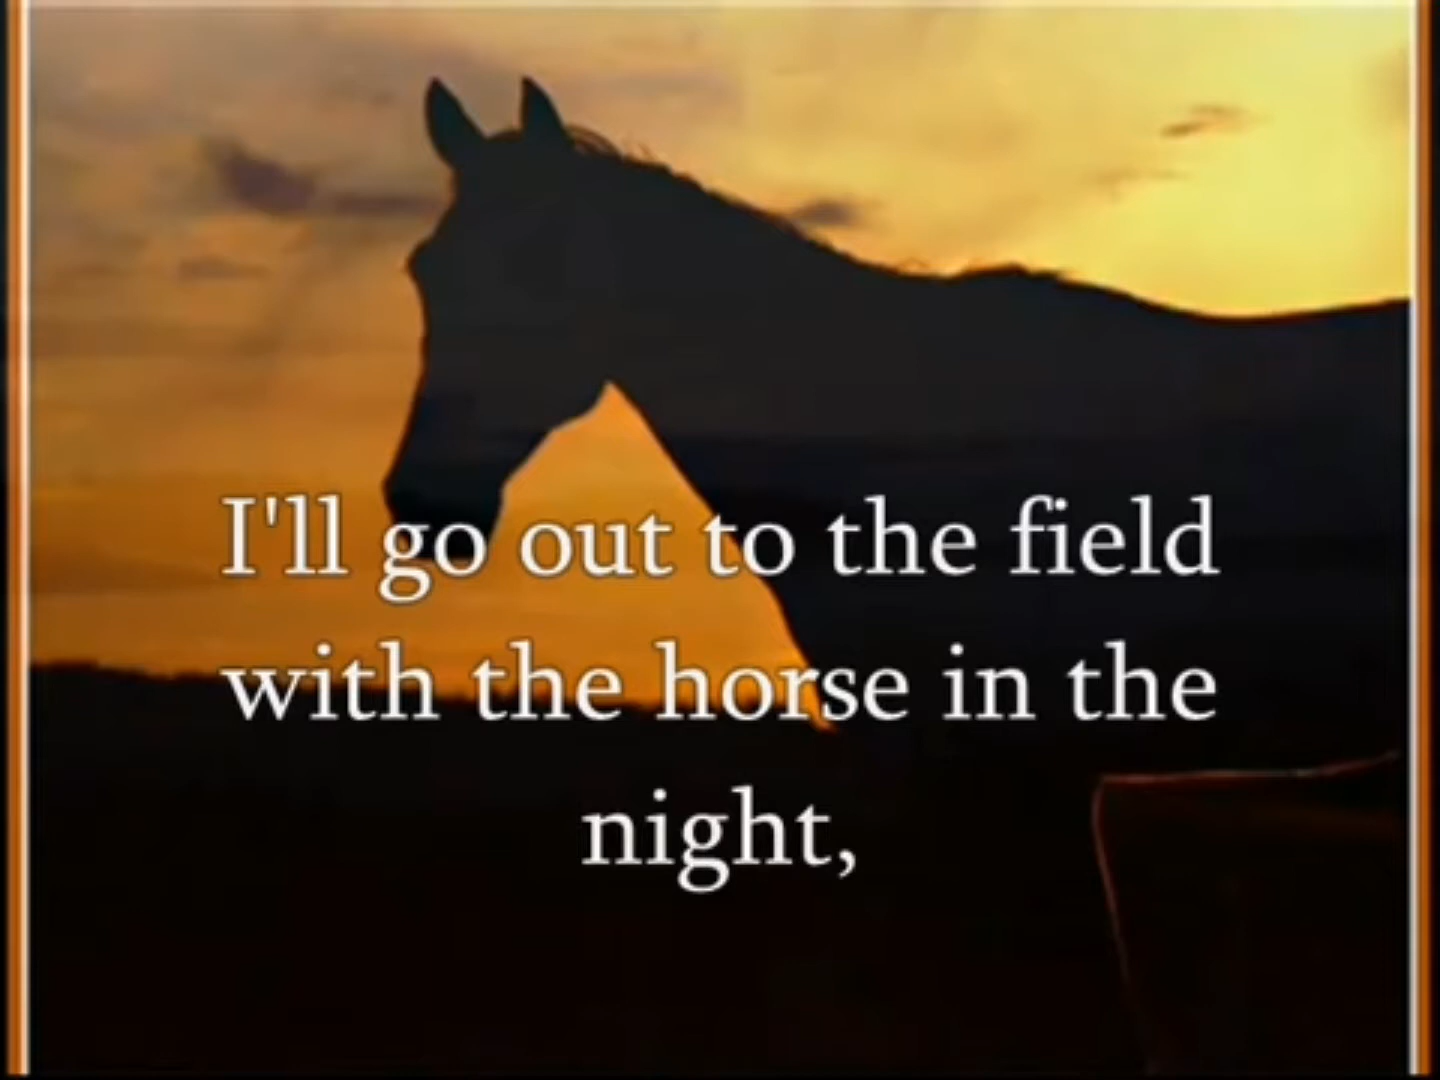 I'll go out to the field
with the horse in the
night,